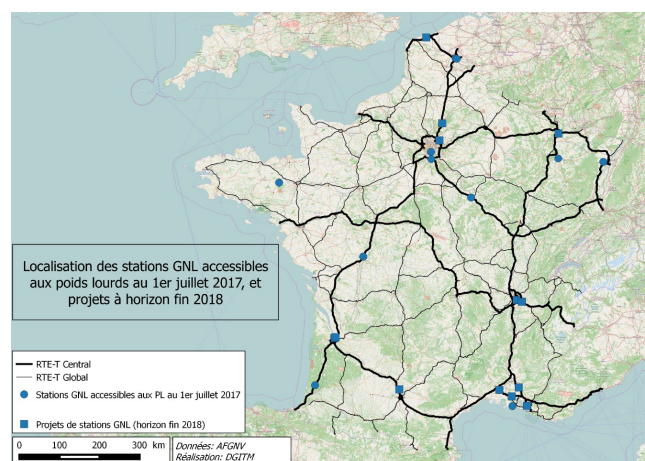 Localisation des stations GNL accessibles
aux poids lourds au 1er juillet 2017, et
projets à horizon fin 2018
RTE-T Central
RTE-T Global
Stations GNL accessibles aux PL au 1er juillet 2017
Projets de stations GNL (horizon fin 2018)
0 100 200 300 km
Données: AFGNV
Réalisation: DGITM